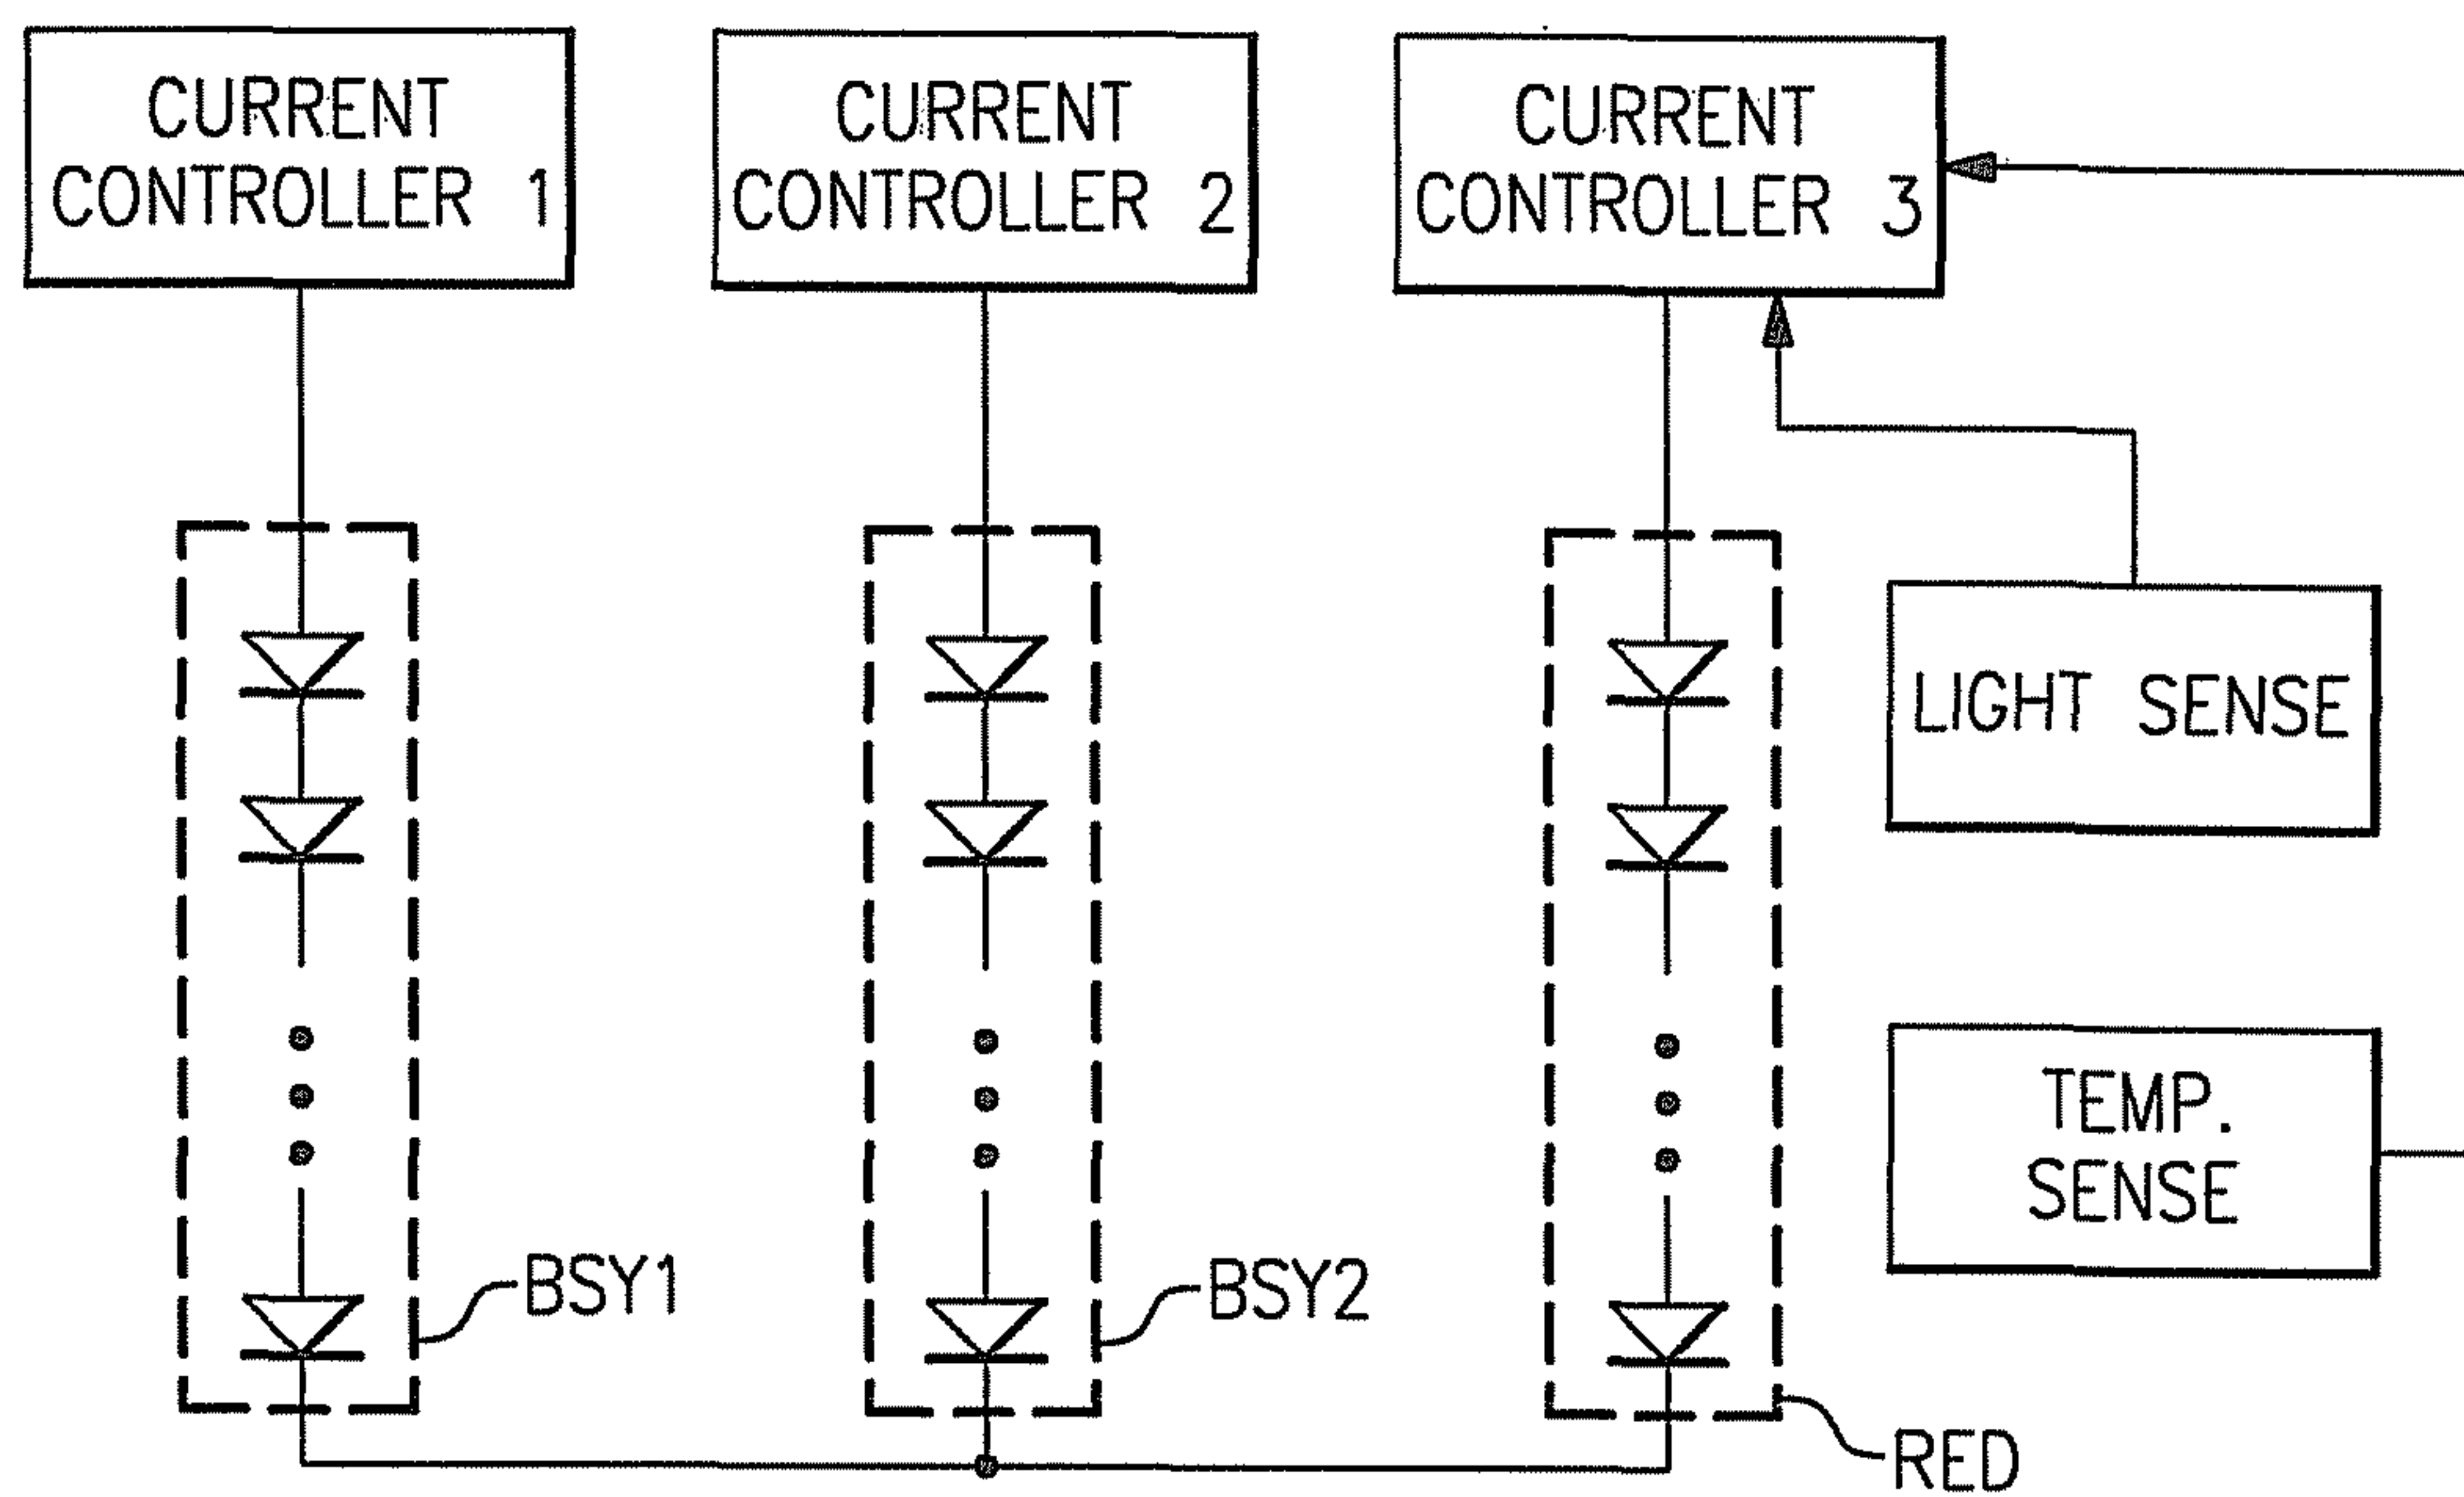 CURRENT
CONTROLLER 1
CURRENT
CONTROLLER 2
CURRENT
CONTROLLER 3
LIGHT SENSE
TEMP.
SENSE
BSY1
BSY2
RED